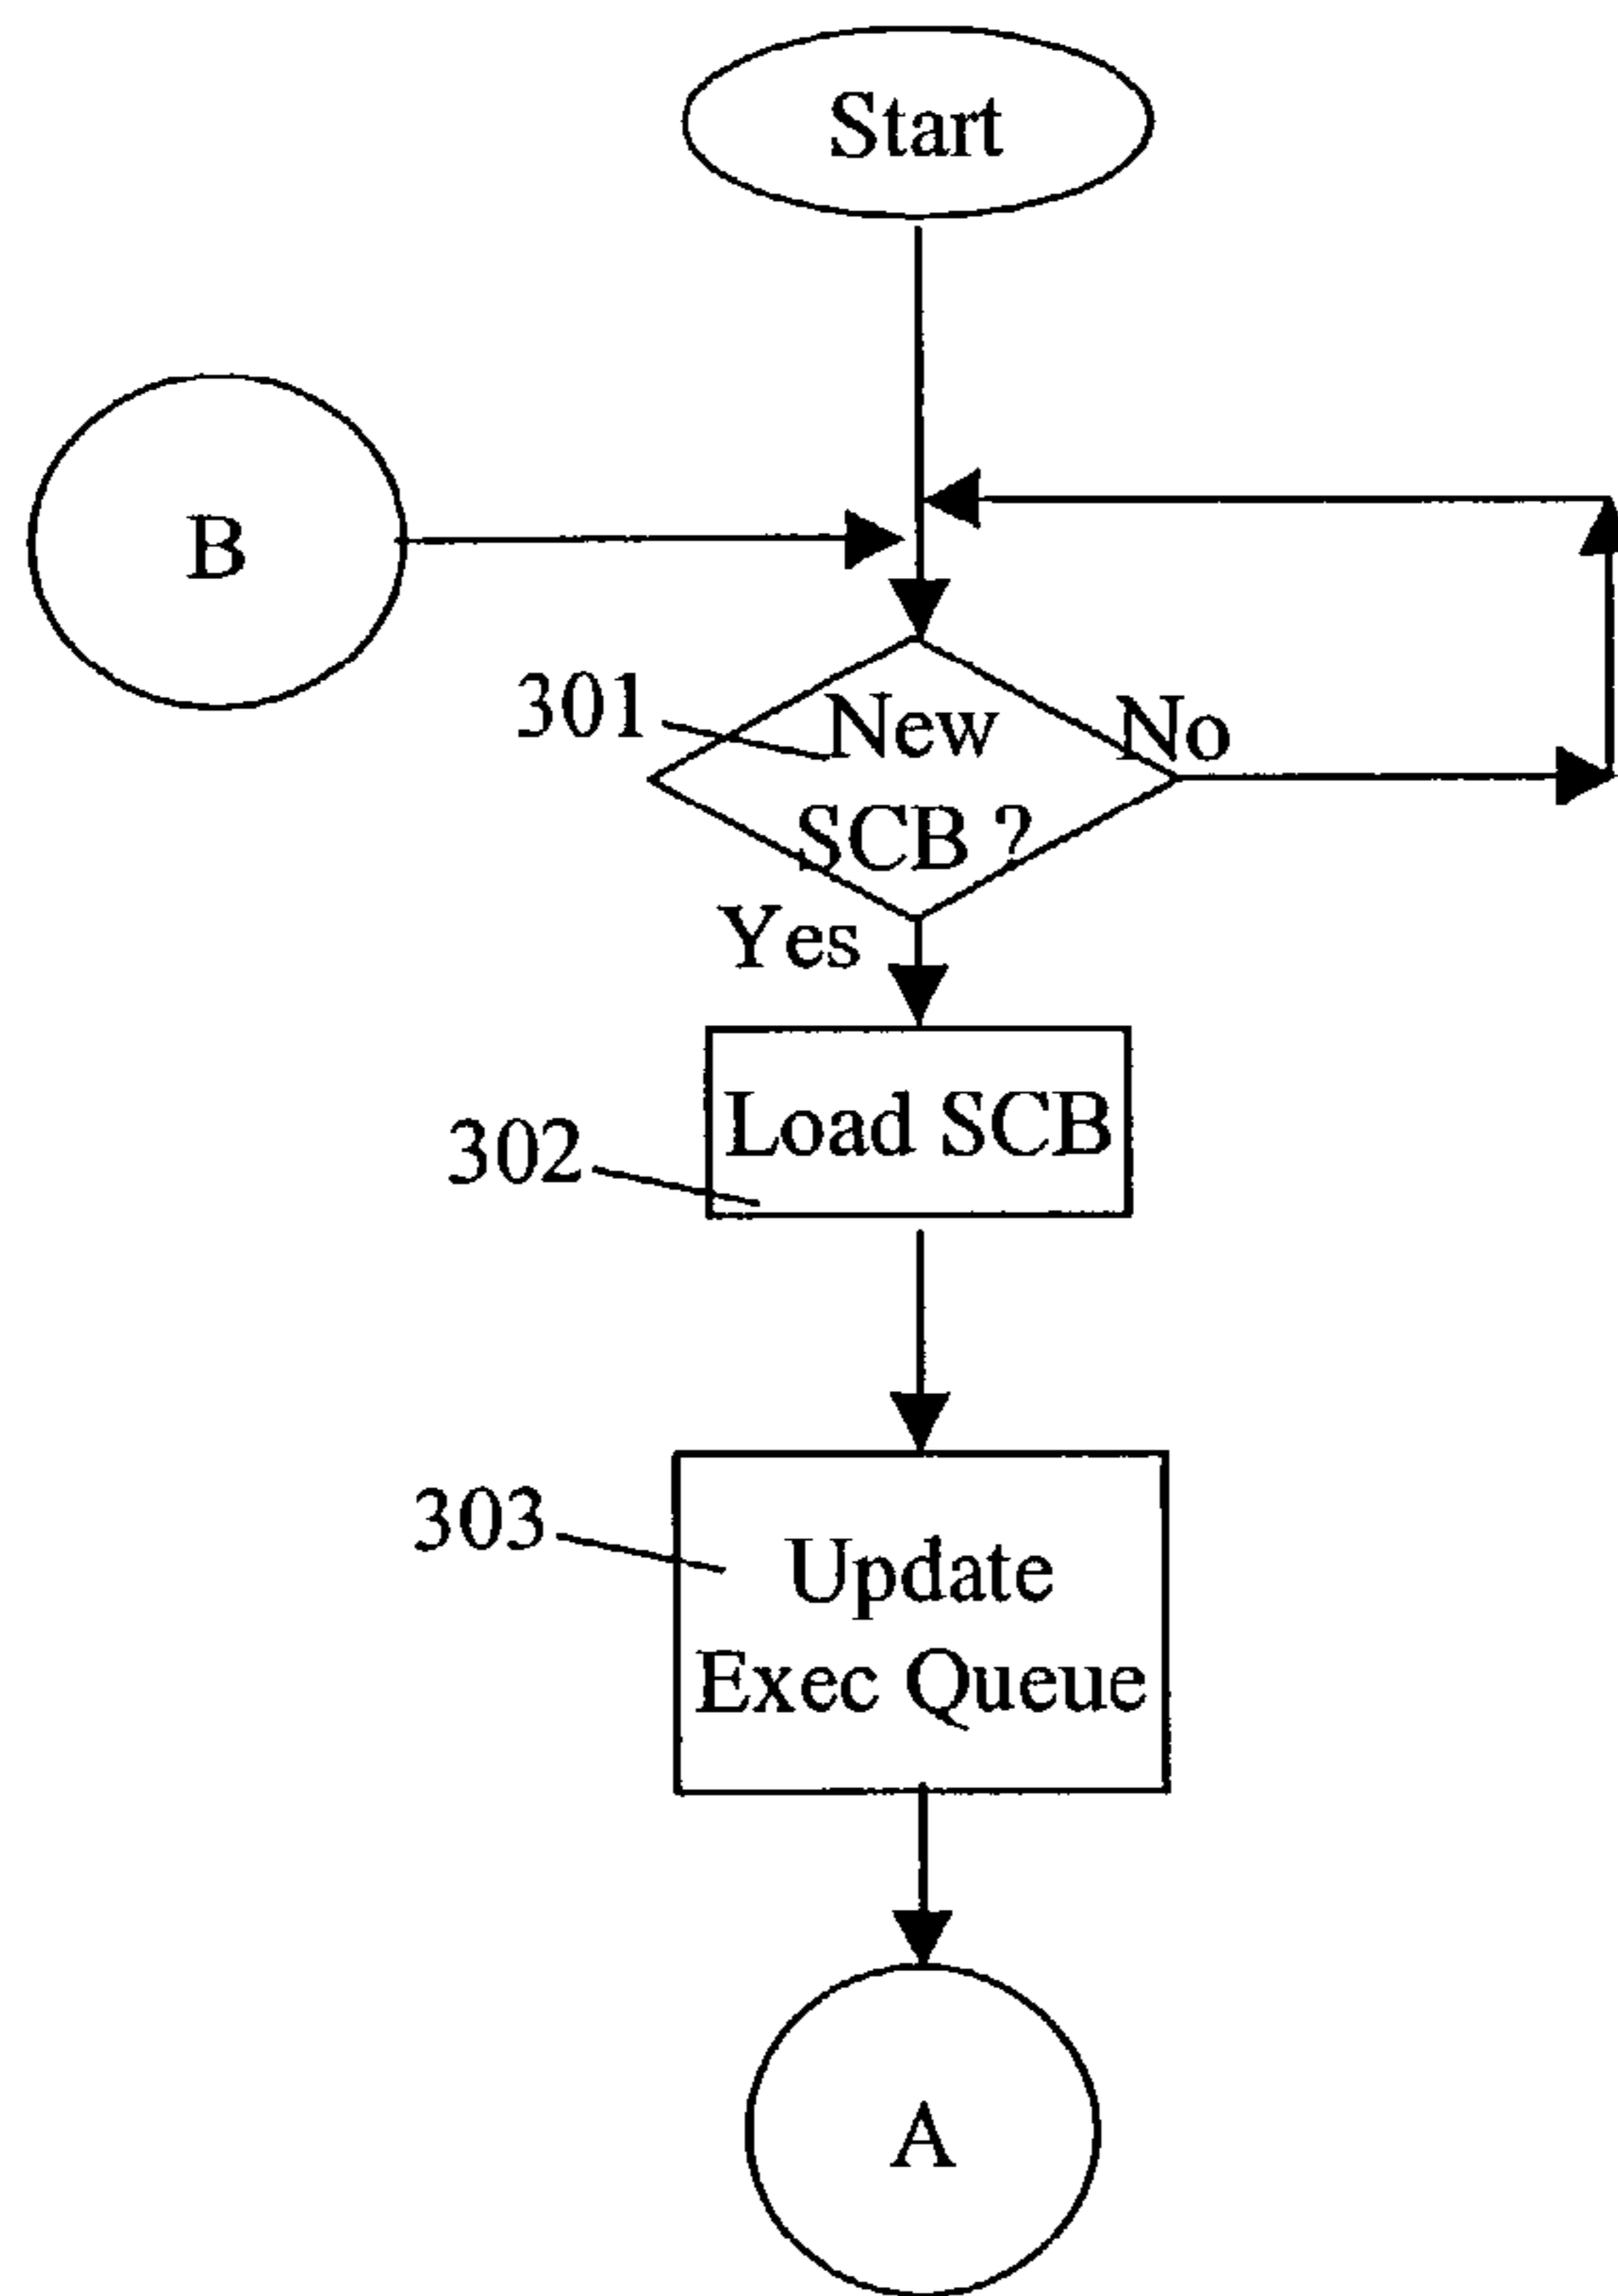 Start
B
301
New
SCB ?
No
Yes
302
Load SCB
303
Update
Exec Queue
A